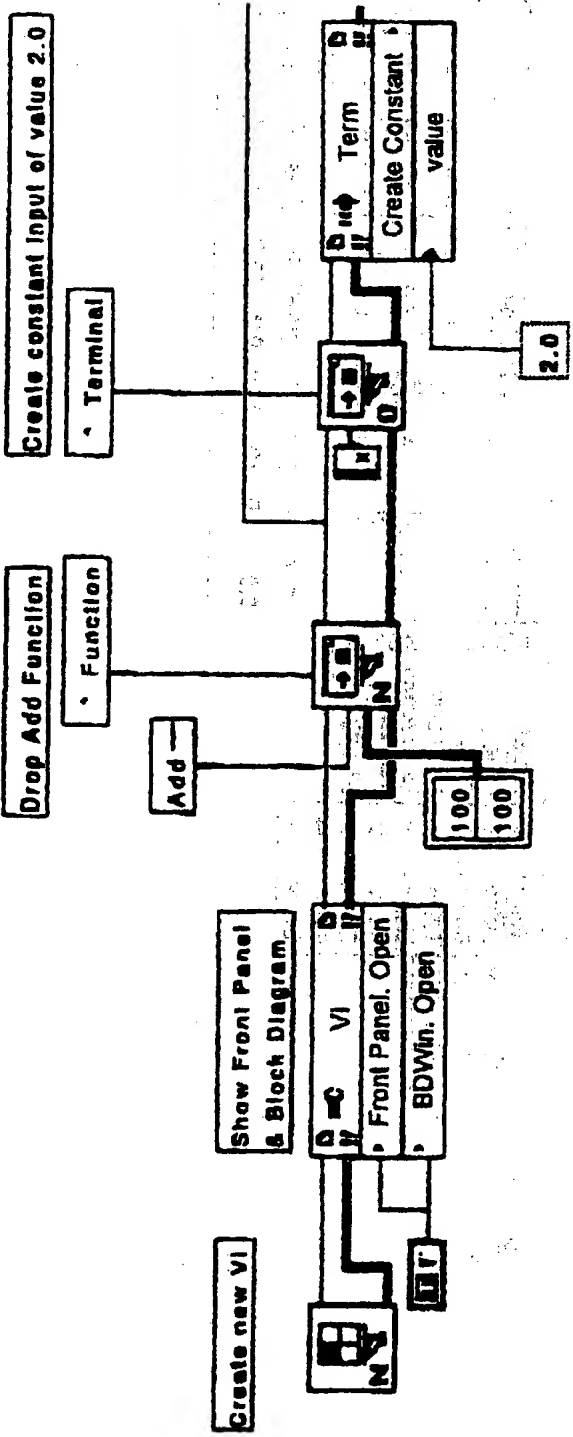 Create new VI
N
Show Front Panel
& Block Diagram
VI
Front Panel. Open
BDWin. Open
T
Drop Add Function
Function
Add
N
100
100
Create constant input of value 2.0
Terminal
x
Term
Create Constant
value
2.0